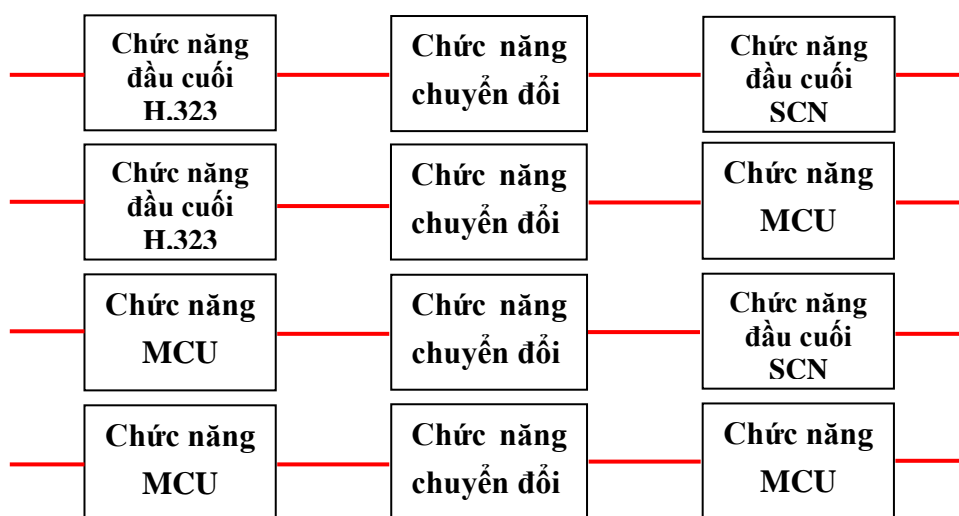 Chức năng
đầu cuối
H.323
Chức năng
chuyển đổi
Chức năng
đầu cuối
SCN
Chức năng
đầu cuối
H.323
Chức năng
chuyển đổi
Chức năng
MCU
Chức năng
MCU
Chức năng
chuyển đổi
Chức năng
đầu cuối
SCN
Chức năng
MCU
Chức năng
chuyển đổi
Chức năng
MCU